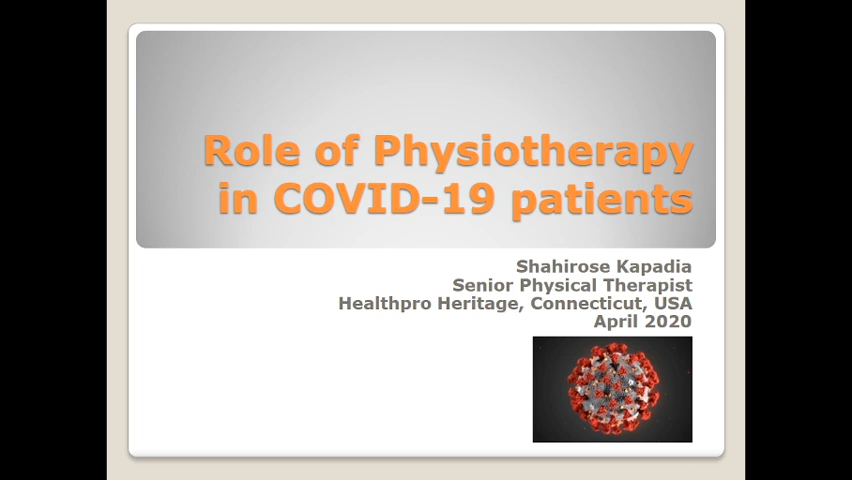 Role of Physiotherapy
in COVID-19 patients
Shahirose Kapadia
Senior Physical Therapist
Healthpro Heritage, Connecticut, USA
April 2020